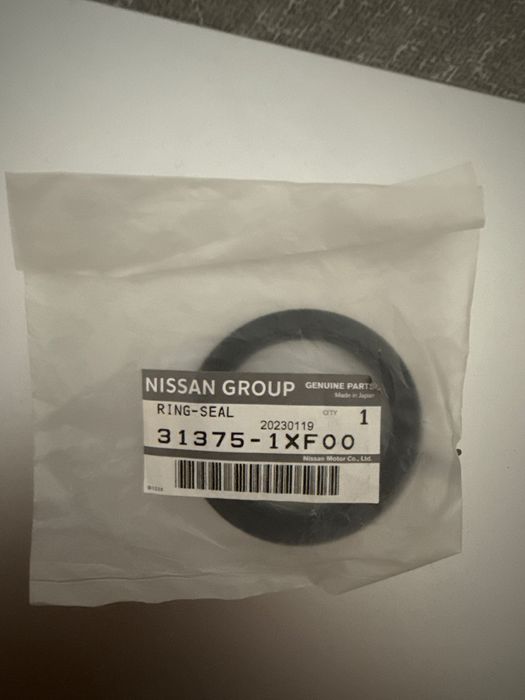 NISSAN GROUP GENUINE PARTS
Made in Japan
RING-SEAL
QTY 1
20230119
31375-1XF00
Nissan Motor Co., Ltd.